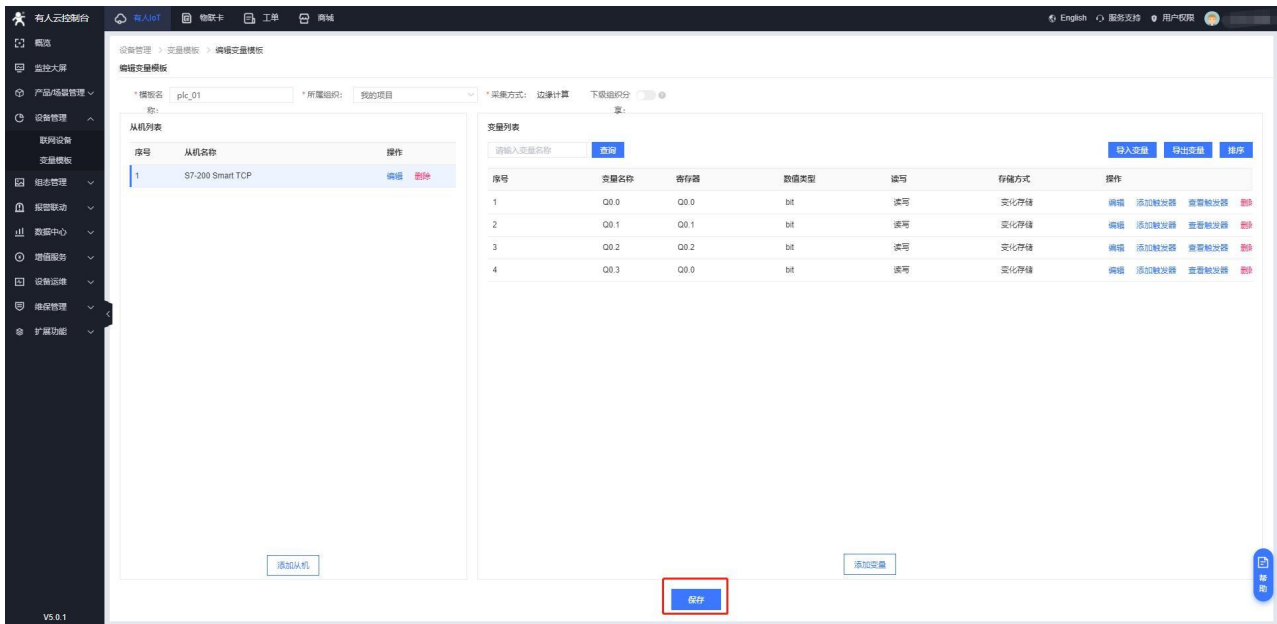 有人云控制台
有人IoT 物联卡 工单 商城
English 服务支持 用户权限
概览
监控大屏
产品/场景管理
设备管理
联网设备
变量模板
组态管理
报警联动
数据中心
增值服务
设备运维
维保管理
扩展功能
V5.0.1
设备管理 > 变量模板 > 编辑变量模板
编辑变量模板
*模板名称: plc_01 *所属组织: 我的项目 *采集方式: 边缘计算 下级组织分享:
从机列表
序号 从机名称 操作
1 S7-200 Smart TCP 编辑 删除
添加从机
变量列表
请输入变量名称 查询 导入变量 导出变量 排序
序号 变量名称 寄存器 数值类型 读写 存储方式 操作
1 Q0.0 Q0.0 bit 读写 变化存储 编辑 添加触发器 查看触发器 删
2 Q0.1 Q0.1 bit 读写 变化存储 编辑 添加触发器 查看触发器 删
3 Q0.2 Q0.2 bit 读写 变化存储 编辑 添加触发器 查看触发器 删
4 Q0.3 Q0.0 bit 读写 变化存储 编辑 添加触发器 查看触发器 删
添加变量
保存
帮助